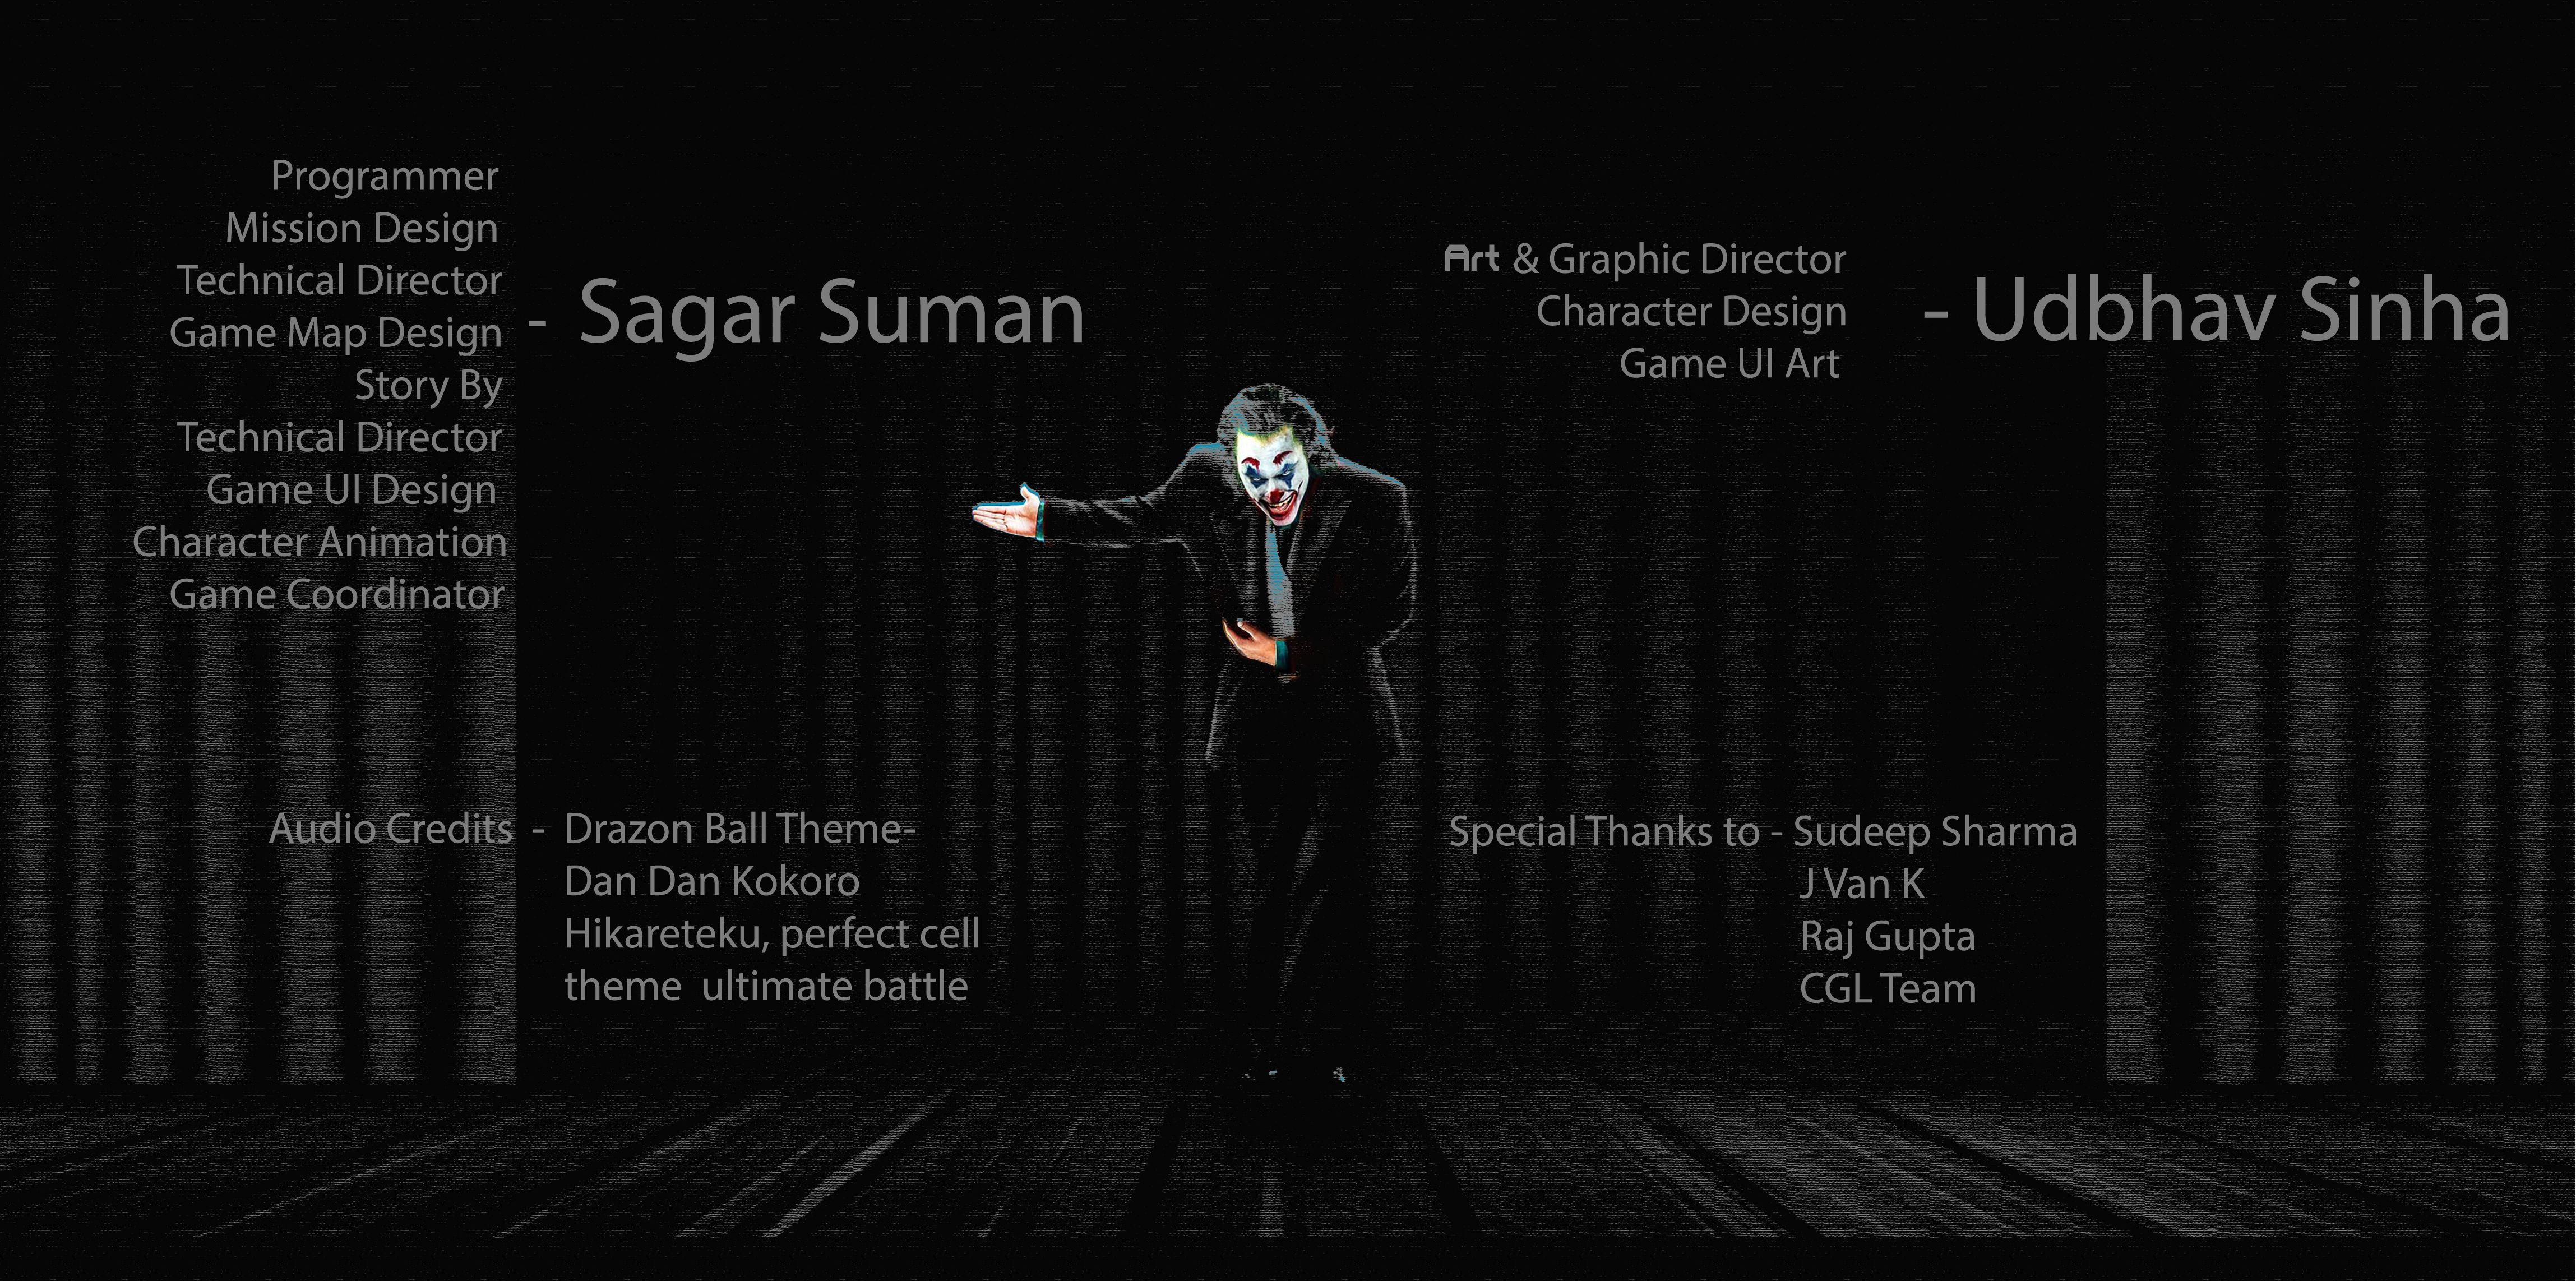 Programmer
Mission Design
Technical Director
Game Map Design
Story By
Technical Director
Game UI Design
Character Animation
Game Coordinator
- Sagar Suman
Art & Graphic Director
Character Design
Game UI Art
- Udbhav Sinha
Audio Credits - Drazon Ball Theme-
Dan Dan Kokoro
Hikareteku, perfect cell
theme ultimate battle
Special Thanks to - Sudeep Sharma
J Van K
Raj Gupta
CGL Team